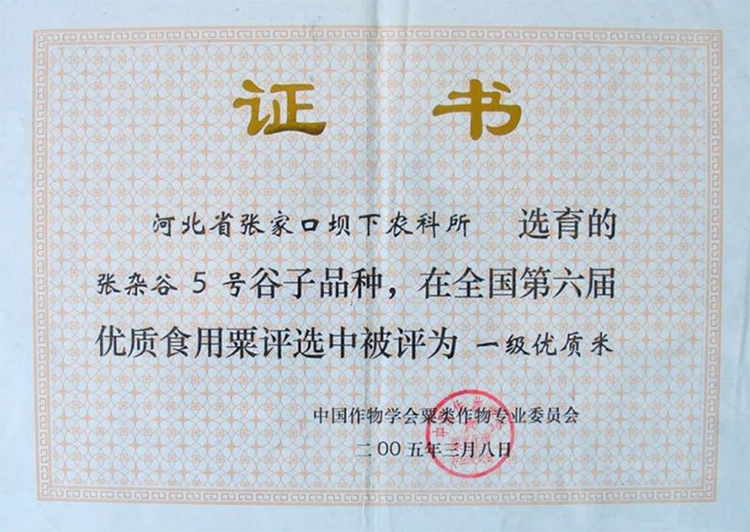 证 书
河北省张家口坝下农科所 选育的
张杂谷 5 号谷子品种，在全国第六届
优质食用粟评选中被评为 一级优质米
中国作物学会粟类作物专业委员会
二00五年三月八日